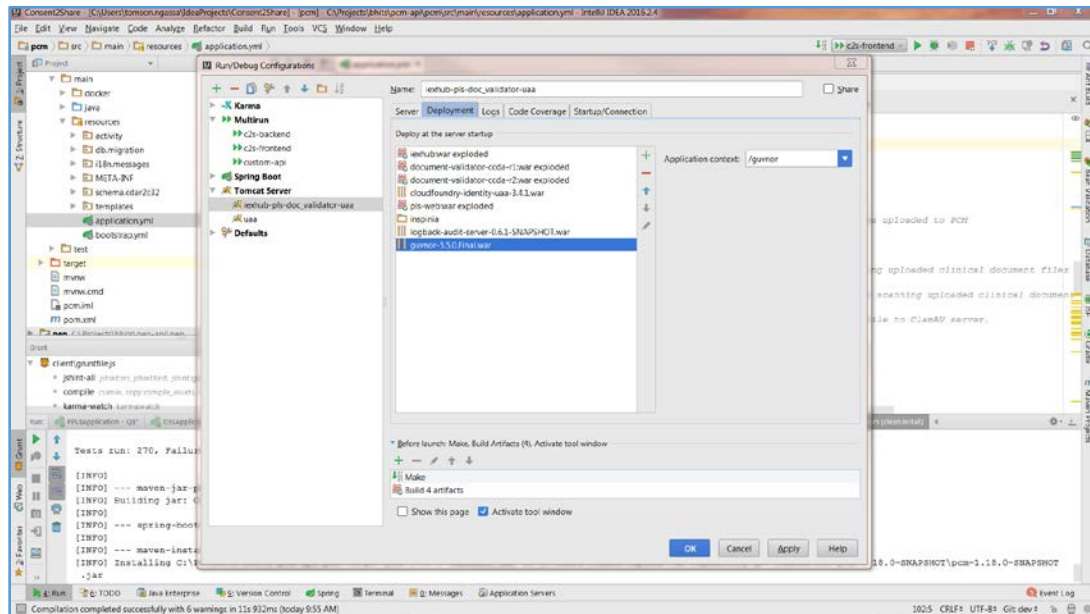 Consent2Share - [C:\Users\tomson.ngassa\IdeaProjects\Consent2Share] - [pcm] - C:\Projects\bhits\pcm-api\pcm\src\main\resources\application.yml - IntelliJ IDEA 2016.2.4
File Edit View Navigate Code Analyze Refactor Build Run Tools VCS Window Help
pcm src main resources application.yml c2s-frontend
Project
main
docker
java
resources
activity
db.migration
i18n.messages
META-INF
schema.cdar2c32
templates
application.yml
bootstrap.yml
test
target
mvnw
mvnw.cmd
pcm.iml
pom.xml
Grunt
client\gruntfile.js
jshint-all
compile
karma-watch
Run/Debug Configurations
Karma
Multirun
c2s-backend
c2s-frontend
custom-api
Spring Boot
Tomcat Server
iexhub-pls-doc_validator-uaa
uaa
Defaults
Name: iexhub-pls-doc_validator-uaa Share
Server Deployment Logs Code Coverage Startup/Connection
Deploy at the server startup
iexhub:war exploded
document-validator-ccda-r1:war exploded
document-validator-ccda-r2:war exploded
cloudfoundry-identity-uaa-3.4.1.war
pls-web:war exploded
inspinia
logback-audit-server-0.6.1-SNAPSHOT.war
guvnor-5.5.0.Final.war
Application context: /guvnor
Before launch: Make, Build Artifacts (4), Activate tool window
Make
Build 4 artifacts
Show this page Activate tool window
OK Cancel Apply Help
uploaded to PCM
uploaded clinical document files
scanning uploaded clinical documen
file to ClamAV server.
Tests run: 270, Failu
[INFO]
[INFO] --- maven-jar-p
[INFO] Building jar: C
[INFO]
[INFO] --- spring-boot
[INFO]
[INFO] --- maven-insta
[INFO] Installing C:\
18.0-SNAPSHOT\pcm-1.18.0-SNAPSHOT
.jar
4: Run 6: TODO Java Enterprise 9: Version Control Spring Terminal 0: Messages Application Servers Event Log
Compilation completed successfully with 6 warnings in 11s 932ms (today 9:55 AM) 102:5 CRLF UTF-8 Git: dev